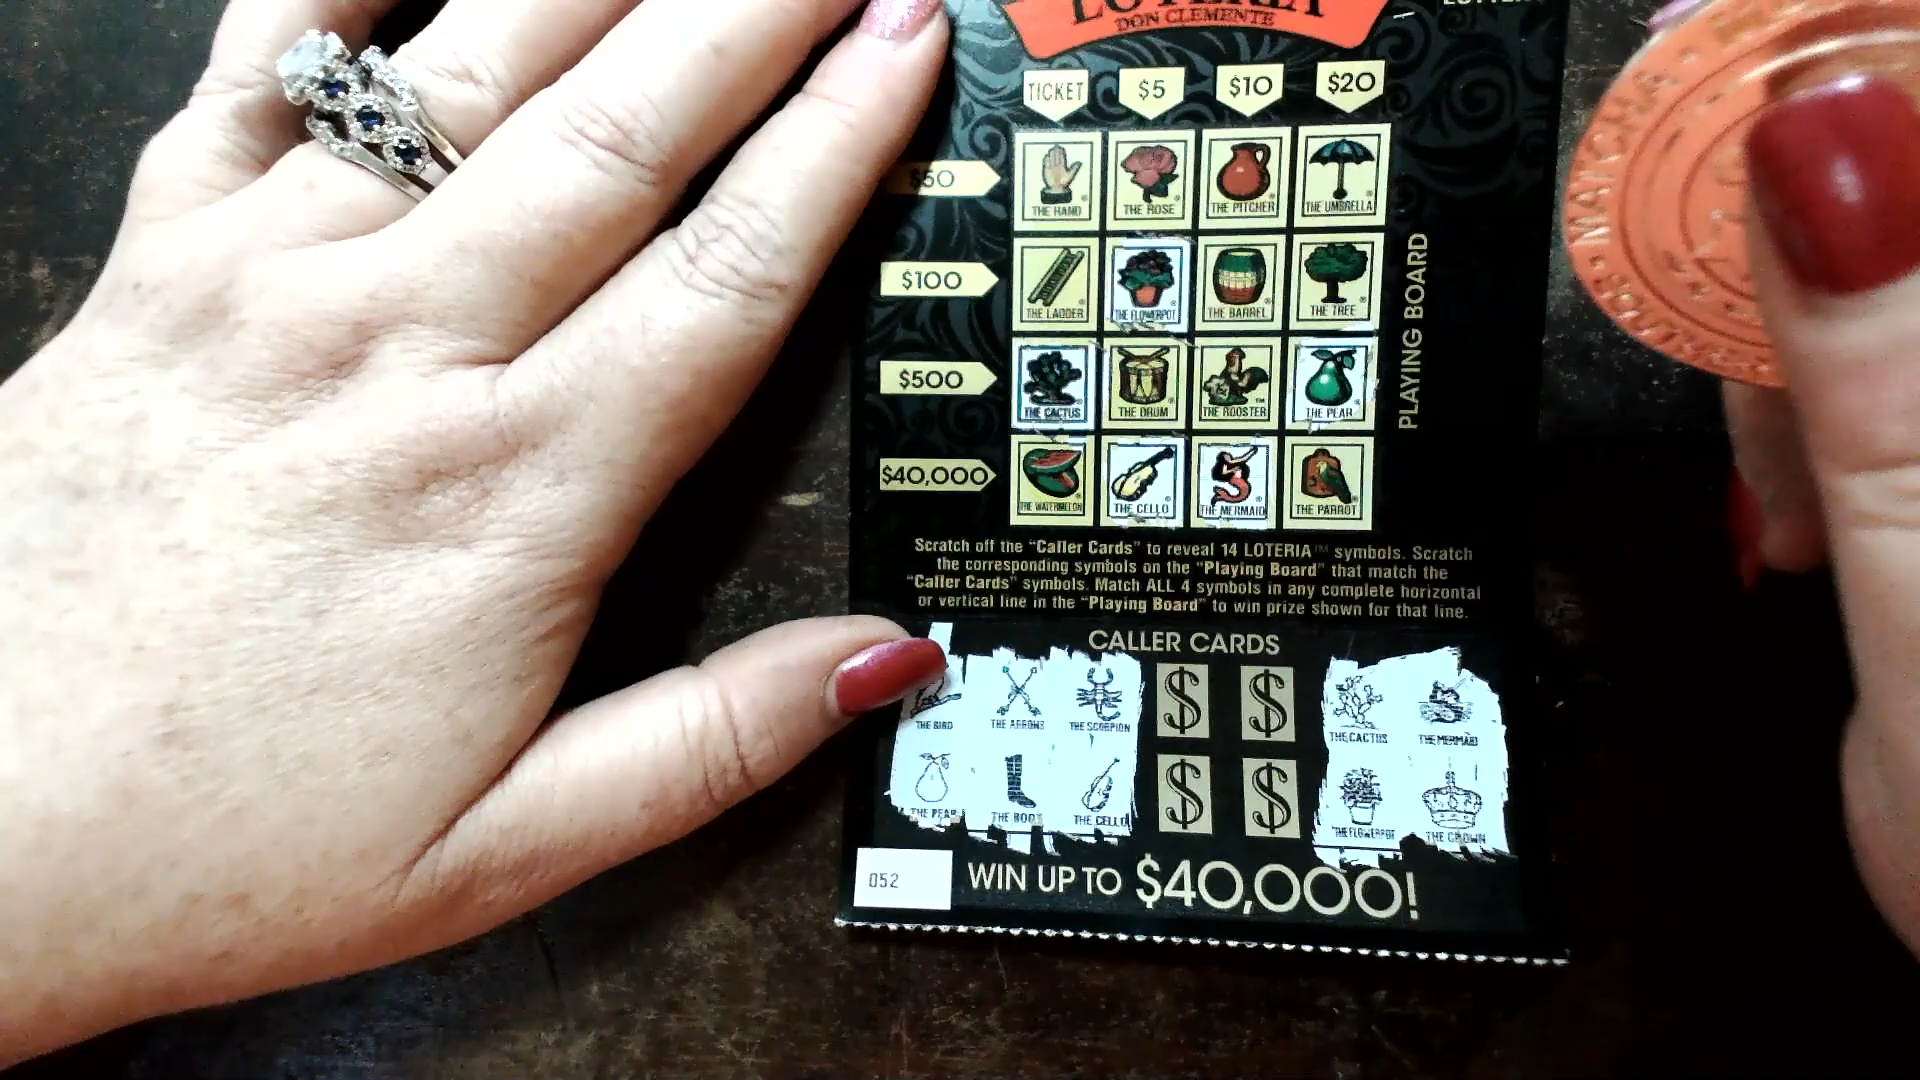 DON CLEMENTE
TICKET $5 $10 $20
$50
THE HAND THE ROSE THE PITCHER THE UMBRELLA
$100
THE LADDER THE FLOWERPOT THE BARREL THE TREE
$500
THE CACTUS THE DRUM THE ROOSTER THE PEAR
$40,000
THE WATERMELON THE CELLO THE MERMAID THE PARROT
PLAYING BOARD
Scratch off the "Caller Cards" to reveal 14 LOTERIA™ symbols. Scratch
the corresponding symbols on the "Playing Board" that match the
"Caller Cards" symbols. Match ALL 4 symbols in any complete horizontal
or vertical line in the "Playing Board" to win prize shown for that line.
CALLER CARDS
THE BIRD THE ARROWS THE SCORPION $ $ THE CACTUS THE MERMAID
THE PEAR THE BOOT THE CELLO $ $ THE FLOWERPOT THE CROWN
052
WIN UP TO $40,000!
MATCHA